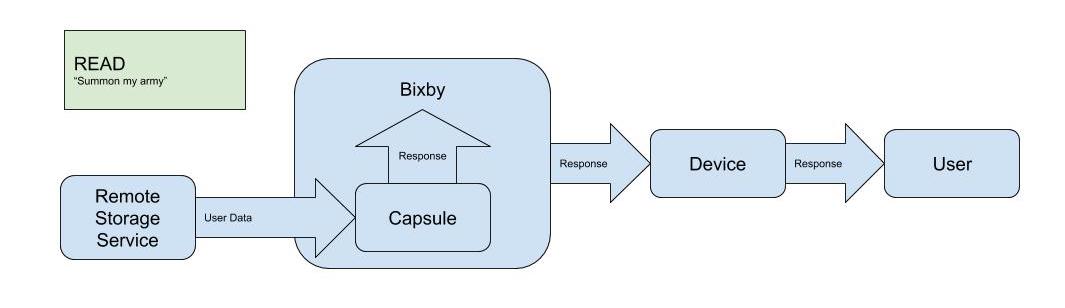 READ
“Summon my army”
Bixby
Response
Remote
Storage
Service
User Data
Capsule
Response
Device
Response
User